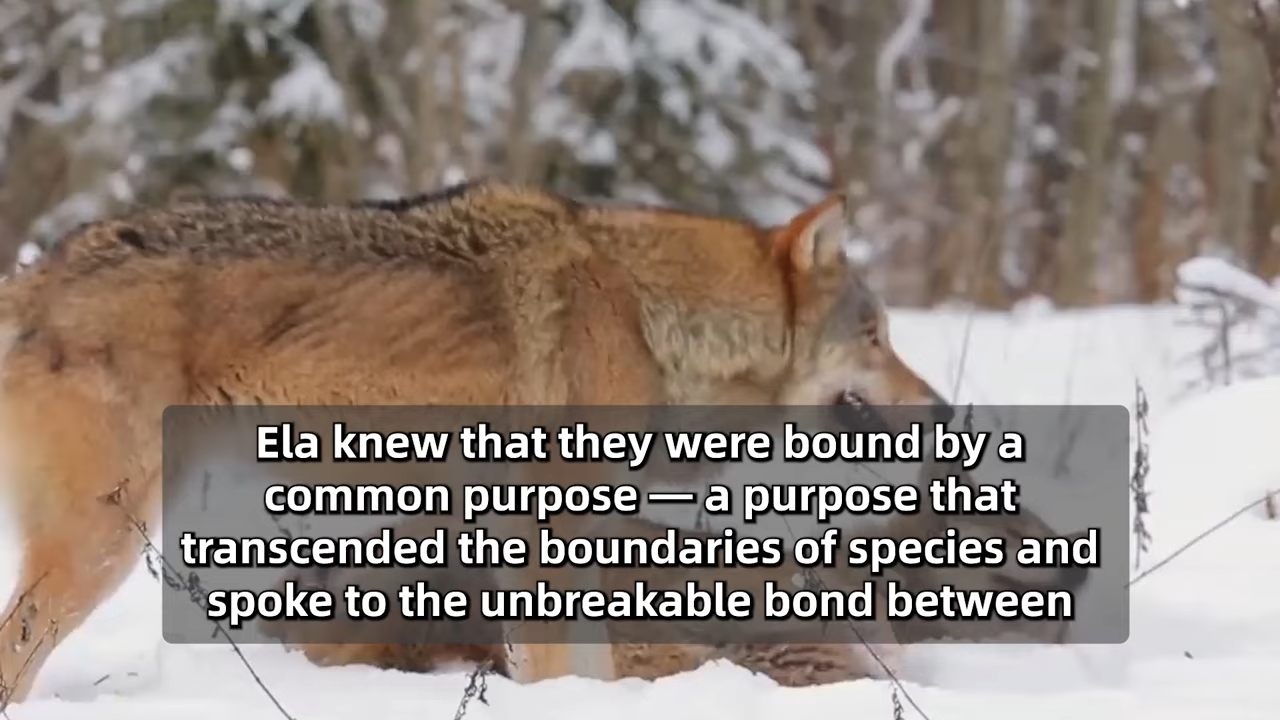 Ela knew that they were bound by a
common purpose — a purpose that
transcended the boundaries of species and
spoke to the unbreakable bond between